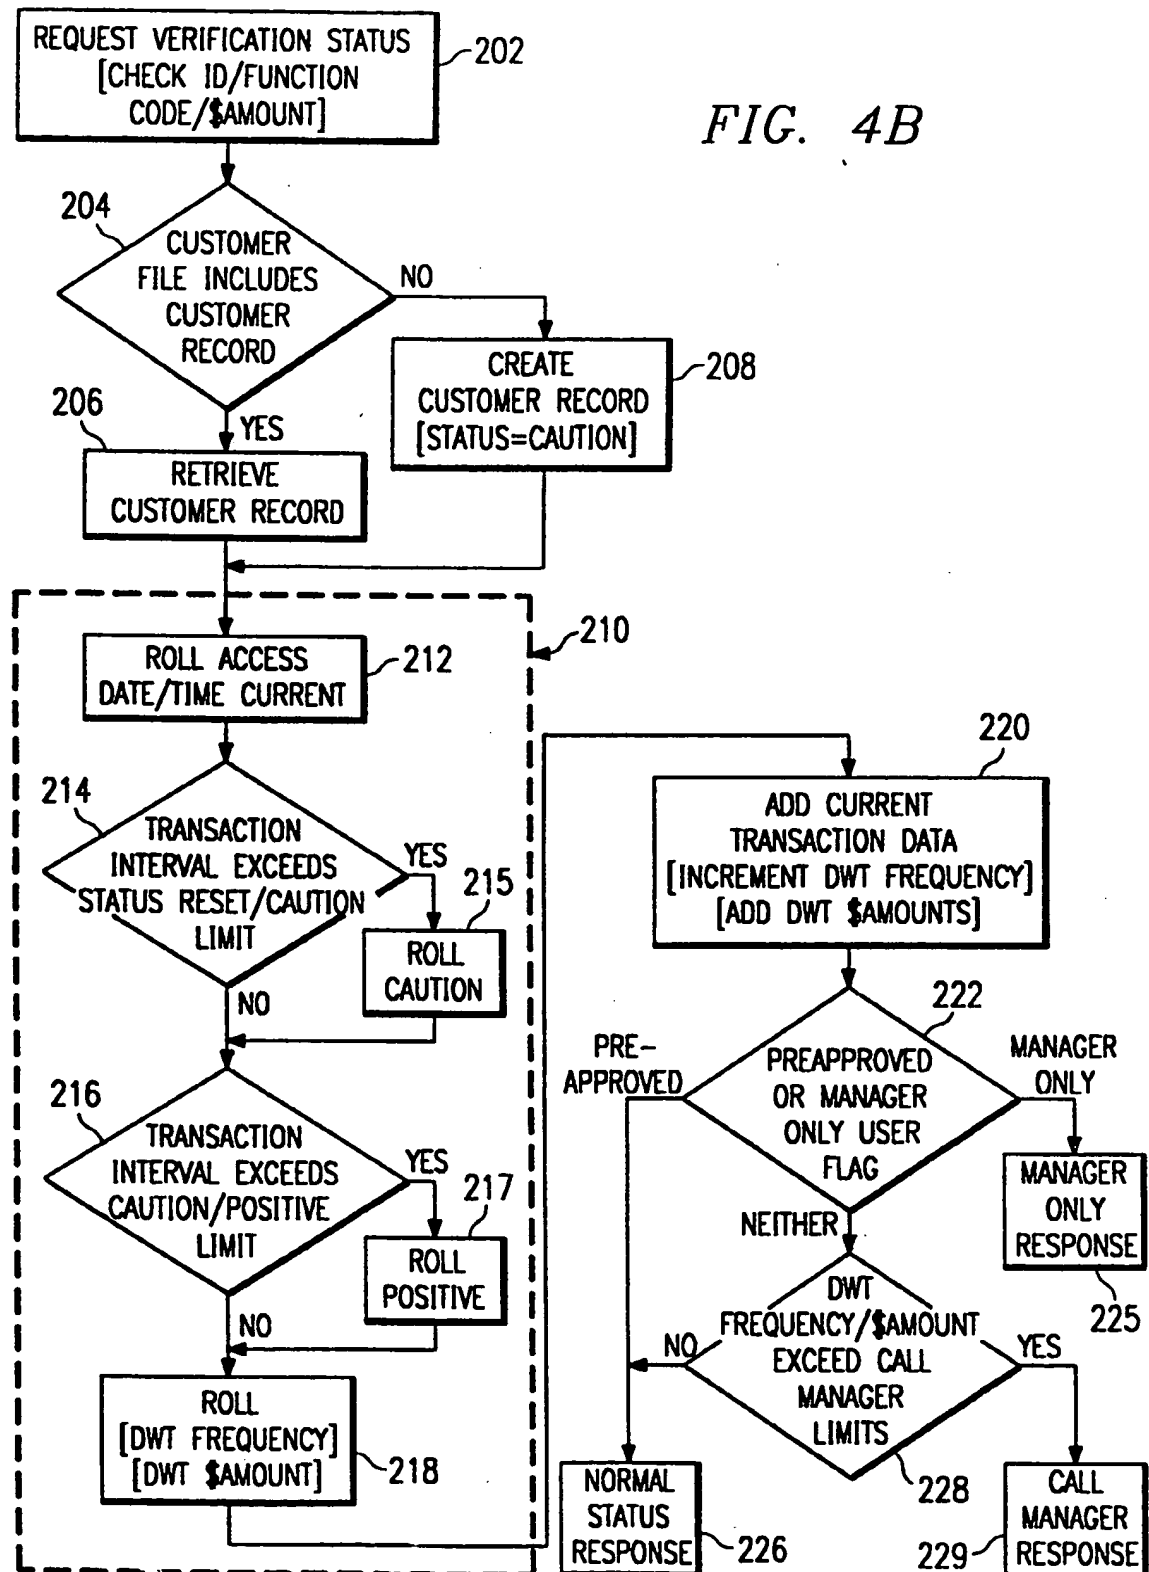 REQUEST VERIFICATION STATUS
[CHECK ID/FUNCTION
CODE/$AMOUNT]
202
FIG. 4B
204
CUSTOMER
FILE INCLUDES
CUSTOMER
RECORD
NO
CREATE
CUSTOMER RECORD
[STATUS=CAUTION]
208
206
YES
RETRIEVE
CUSTOMER RECORD
210
ROLL ACCESS
DATE/TIME CURRENT
212
214
TRANSACTION
INTERVAL EXCEEDS
STATUS RESET/CAUTION
LIMIT
YES
215
ROLL
CAUTION
NO
216
TRANSACTION
INTERVAL EXCEEDS
CAUTION/POSITIVE
LIMIT
YES
217
ROLL
POSITIVE
NO
ROLL
[DWT FREQUENCY]
[DWT $AMOUNT]
218
220
ADD CURRENT
TRANSACTION DATA
[INCREMENT DWT FREQUENCY]
[ADD DWT $AMOUNTS]
222
PRE-
APPROVED
PREAPPROVED
OR MANAGER
ONLY USER
FLAG
MANAGER
ONLY
MANAGER
ONLY
RESPONSE
225
NEITHER
DWT
FREQUENCY/$AMOUNT
EXCEED CALL
MANAGER
LIMITS
NO
YES
228
NORMAL
STATUS
RESPONSE
226
CALL
MANAGER
RESPONSE
229